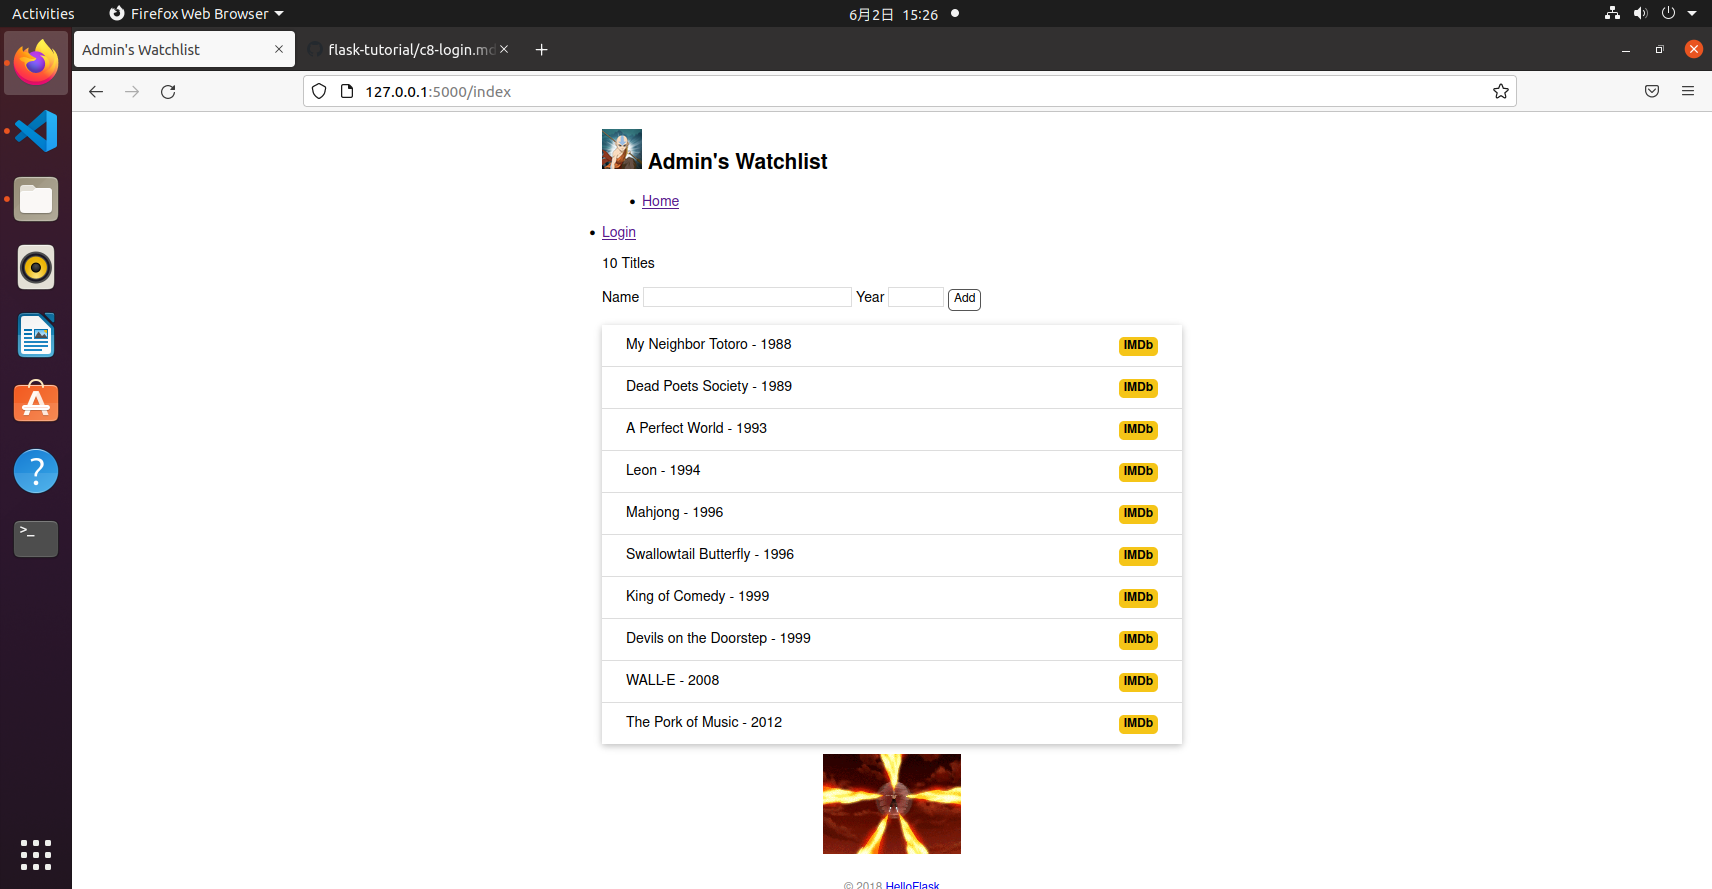 Activities
Firefox Web Browser
6月2日 15:26
Admin's Watchlist
flask-tutorial/c8-login.md
127.0.0.1:5000/index
Admin's Watchlist
Home
Login
10 Titles
Name
Year
Add
My Neighbor Totoro - 1988 IMDb
Dead Poets Society - 1989 IMDb
A Perfect World - 1993 IMDb
Leon - 1994 IMDb
Mahjong - 1996 IMDb
Swallowtail Butterfly - 1996 IMDb
King of Comedy - 1999 IMDb
Devils on the Doorstep - 1999 IMDb
WALL-E - 2008 IMDb
The Pork of Music - 2012 IMDb
© 2018 HelloFlask